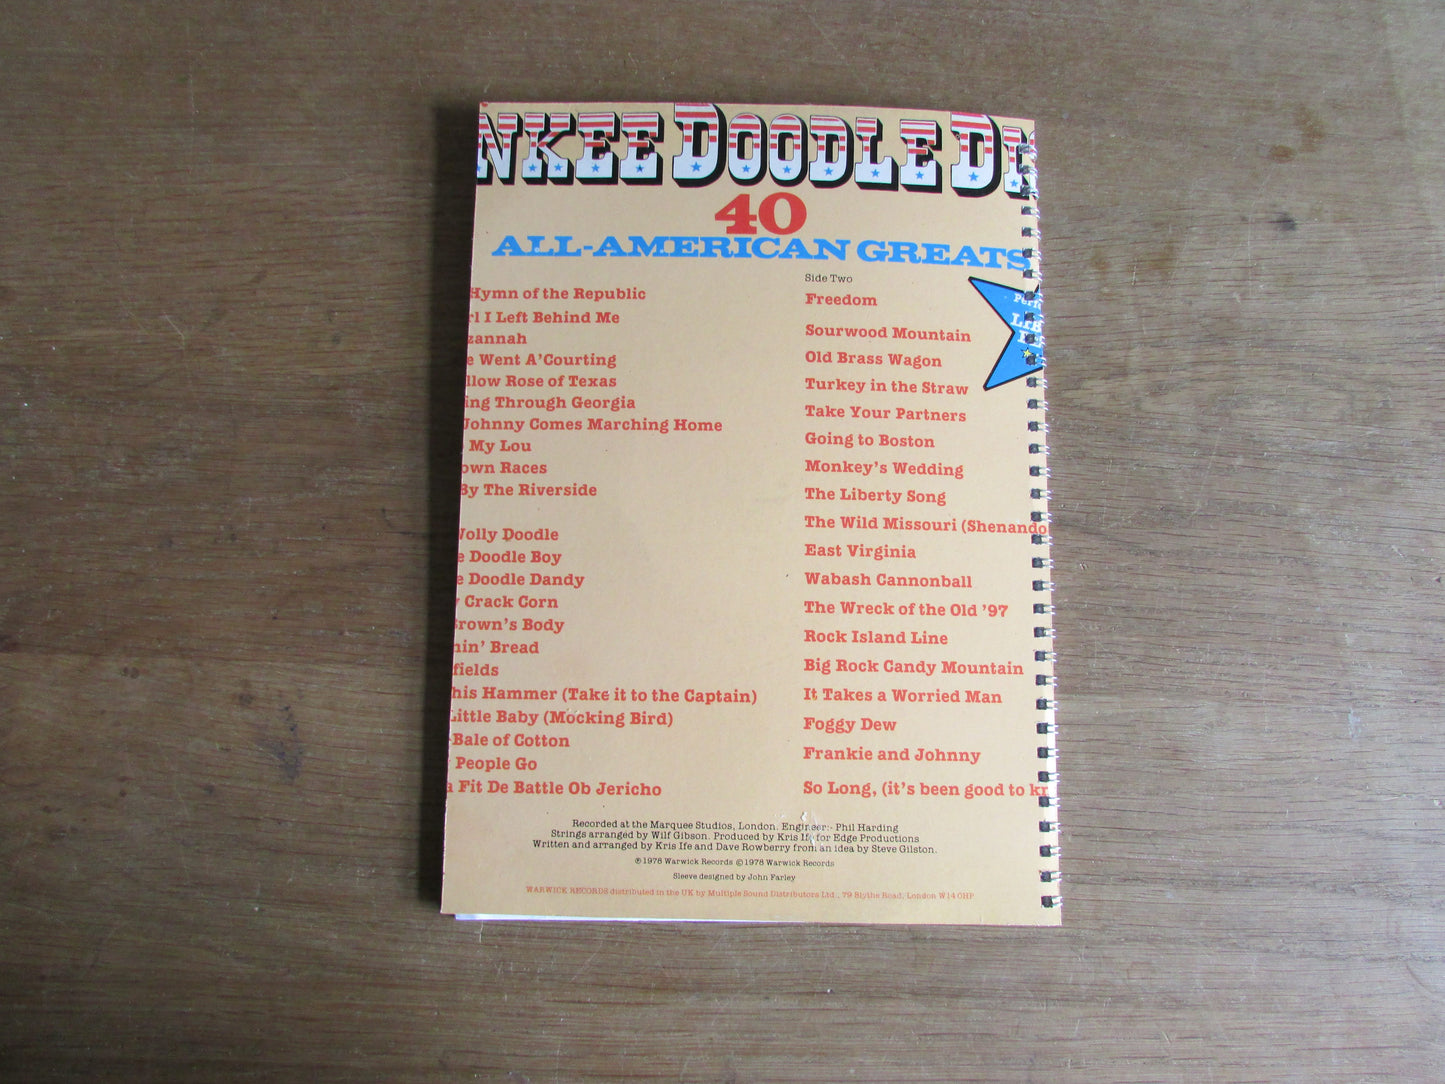 NKEE DOODLE D
40
ALL-AMERICAN GREATS
Hymn of the Republic
rl I Left Behind Me
zannah
e Went A'Courting
llow Rose of Texas
ing Through Georgia
Johnny Comes Marching Home
My Lou
own Races
By The Riverside
Wolly Doodle
e Doodle Boy
e Doodle Dandy
Crack Corn
Brown's Body
nin' Bread
fields
his Hammer (Take it to the Captain)
Little Baby (Mocking Bird)
Bale of Cotton
People Go
a Fit De Battle Ob Jericho
Side Two
Freedom
Sourwood Mountain
Old Brass Wagon
Turkey in the Straw
Take Your Partners
Going to Boston
Monkey's Wedding
The Liberty Song
The Wild Missouri (Shenando
East Virginia
Wabash Cannonball
The Wreck of the Old '97
Rock Island Line
Big Rock Candy Mountain
It Takes a Worried Man
Foggy Dew
Frankie and Johnny
So Long, (it's been good to kn
Recorded at the Marquee Studios, London. Engineer:- Phil Harding
Strings arranged by Wilf Gibson. Produced by Kris Ife for Edge Productions
Written and arranged by Kris Ife and Dave Rowberry from an idea by Steve Gilston.
℗ 1978 Warwick Records © 1978 Warwick Records
Sleeve designed by John Farley
WARWICK RECORDS distributed in the UK by Multiple Sound Distributors Ltd., 79 Blythe Road, London W14 0HP